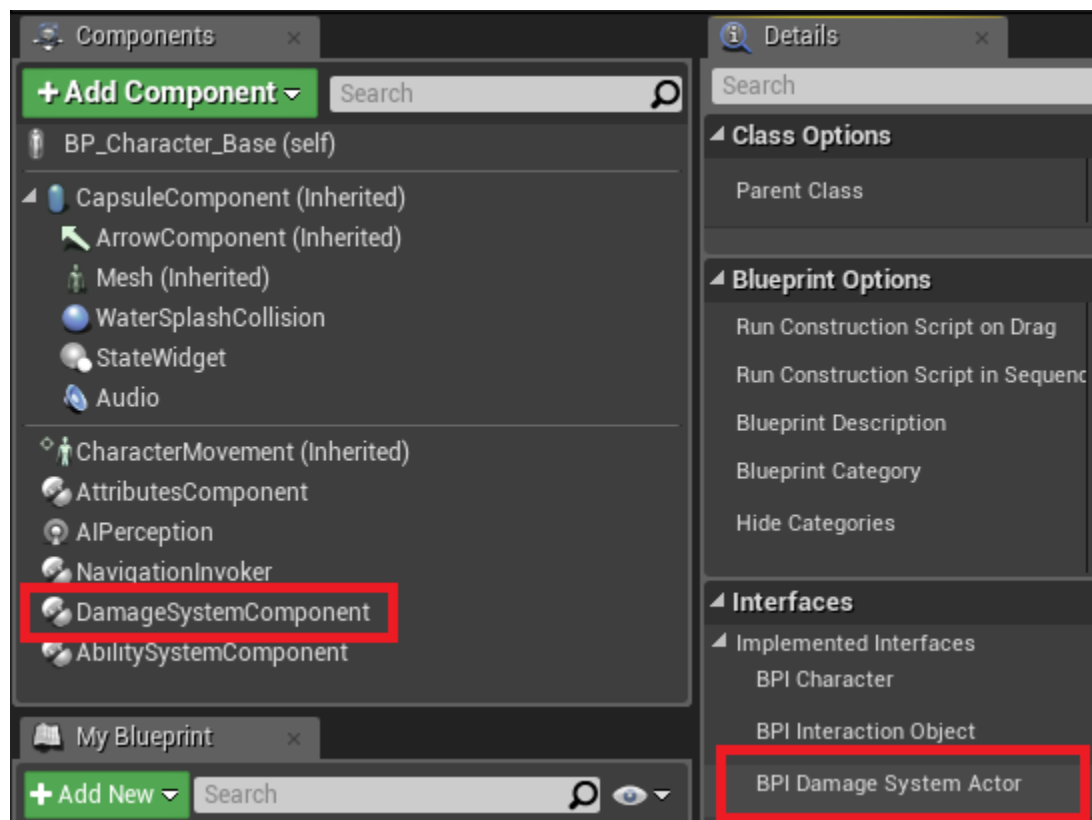 Components
Add Component
Search
BP_Character_Base (self)
CapsuleComponent (Inherited)
ArrowComponent (Inherited)
Mesh (Inherited)
WaterSplashCollision
StateWidget
Audio
CharacterMovement (Inherited)
AttributesComponent
AIPerception
NavigationInvoker
DamageSystemComponent
AbilitySystemComponent
My Blueprint
Add New
Search
Details
Search
Class Options
Parent Class
Blueprint Options
Run Construction Script on Drag
Run Construction Script in Sequenc
Blueprint Description
Blueprint Category
Hide Categories
Interfaces
Implemented Interfaces
BPI Character
BPI Interaction Object
BPI Damage System Actor